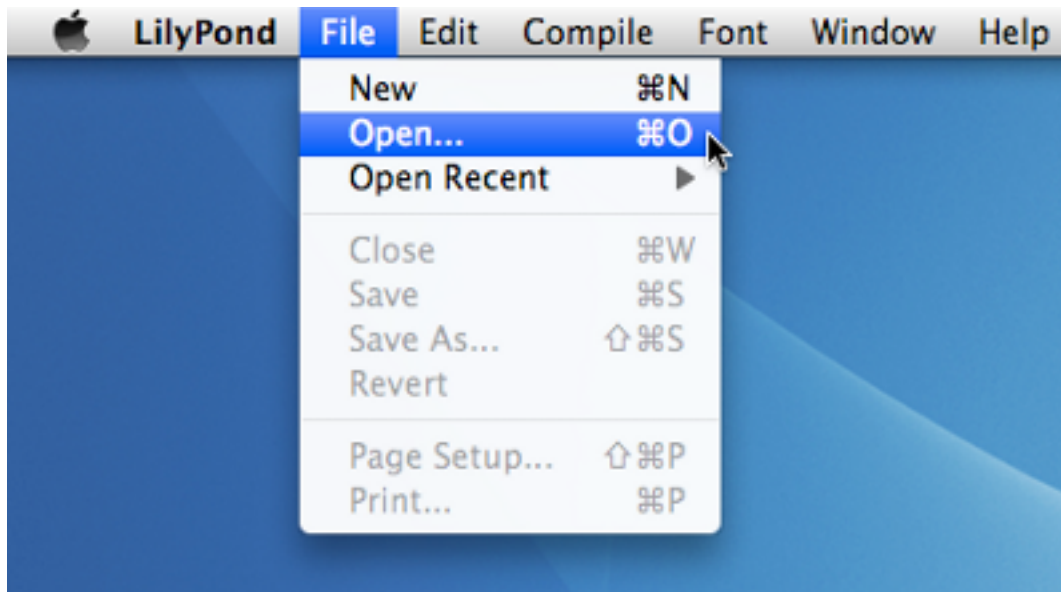 LilyPond File Edit Compile Font Window Help
New ⌘N
Open... ⌘O
Open Recent ▶
Close ⌘W
Save ⌘S
Save As... ⇧⌘S
Revert
Page Setup... ⇧⌘P
Print... ⌘P